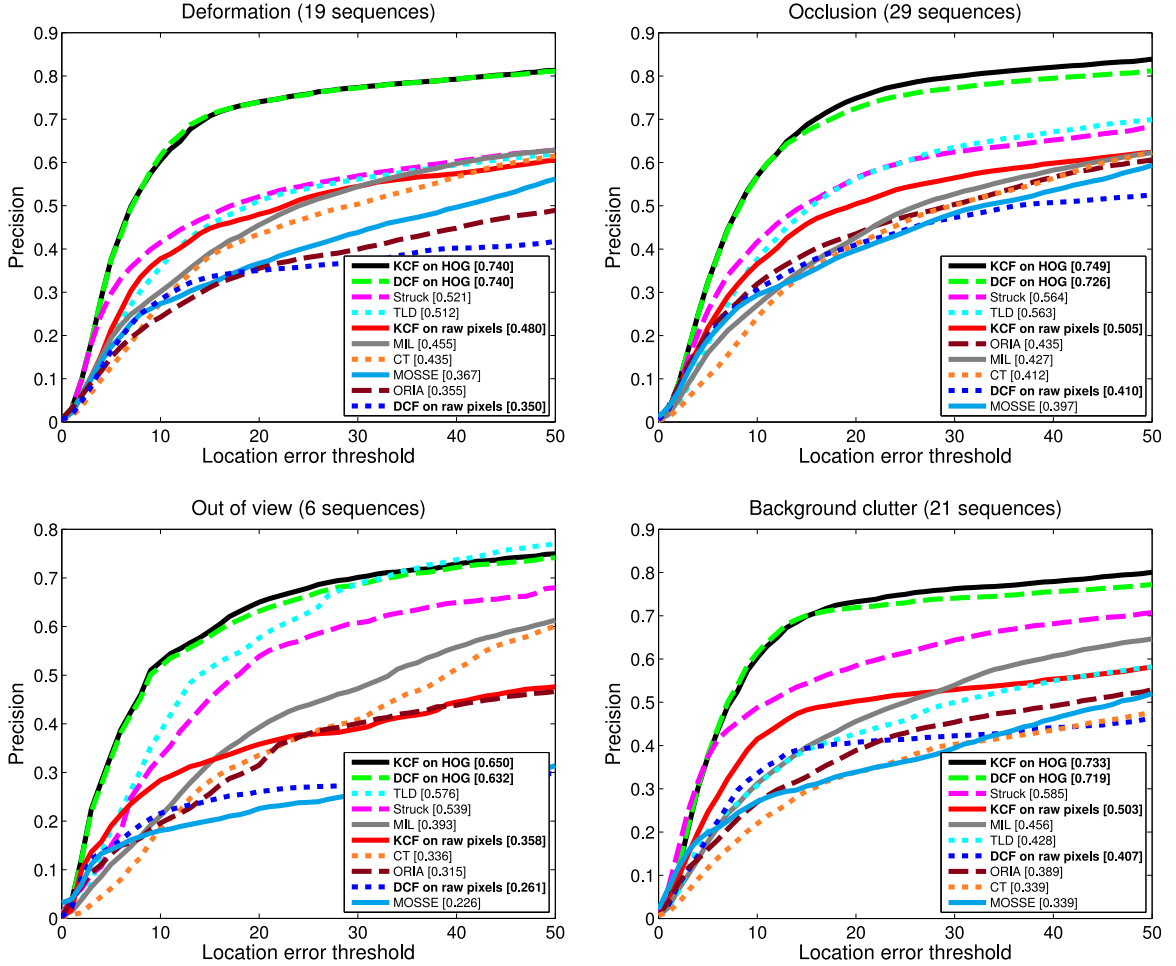 Deformation (19 sequences)
0.9
0.8
0.7
0.6
0.5
0.4
0.3
0.2
0.1
0
Precision
KCF on HOG [0.740]
DCF on HOG [0.740]
Struck [0.521]
TLD [0.512]
KCF on raw pixels [0.480]
MIL [0.455]
CT [0.435]
MOSSE [0.367]
ORIA [0.355]
DCF on raw pixels [0.350]
0 10 20 30 40 50
Location error threshold
Occlusion (29 sequences)
0.9
0.8
0.7
0.6
0.5
0.4
0.3
0.2
0.1
0
Precision
KCF on HOG [0.749]
DCF on HOG [0.726]
Struck [0.564]
TLD [0.563]
KCF on raw pixels [0.505]
ORIA [0.435]
MIL [0.427]
CT [0.412]
DCF on raw pixels [0.410]
MOSSE [0.397]
0 10 20 30 40 50
Location error threshold
Out of view (6 sequences)
0.8
0.7
0.6
0.5
0.4
0.3
0.2
0.1
0
Precision
KCF on HOG [0.650]
DCF on HOG [0.632]
TLD [0.576]
Struck [0.539]
MIL [0.393]
KCF on raw pixels [0.358]
CT [0.336]
ORIA [0.315]
DCF on raw pixels [0.261]
MOSSE [0.226]
0 10 20 30 40 50
Location error threshold
Background clutter (21 sequences)
0.9
0.8
0.7
0.6
0.5
0.4
0.3
0.2
0.1
0
Precision
KCF on HOG [0.733]
DCF on HOG [0.719]
Struck [0.585]
KCF on raw pixels [0.503]
MIL [0.456]
TLD [0.428]
DCF on raw pixels [0.407]
ORIA [0.389]
CT [0.339]
MOSSE [0.339]
0 10 20 30 40 50
Location error threshold